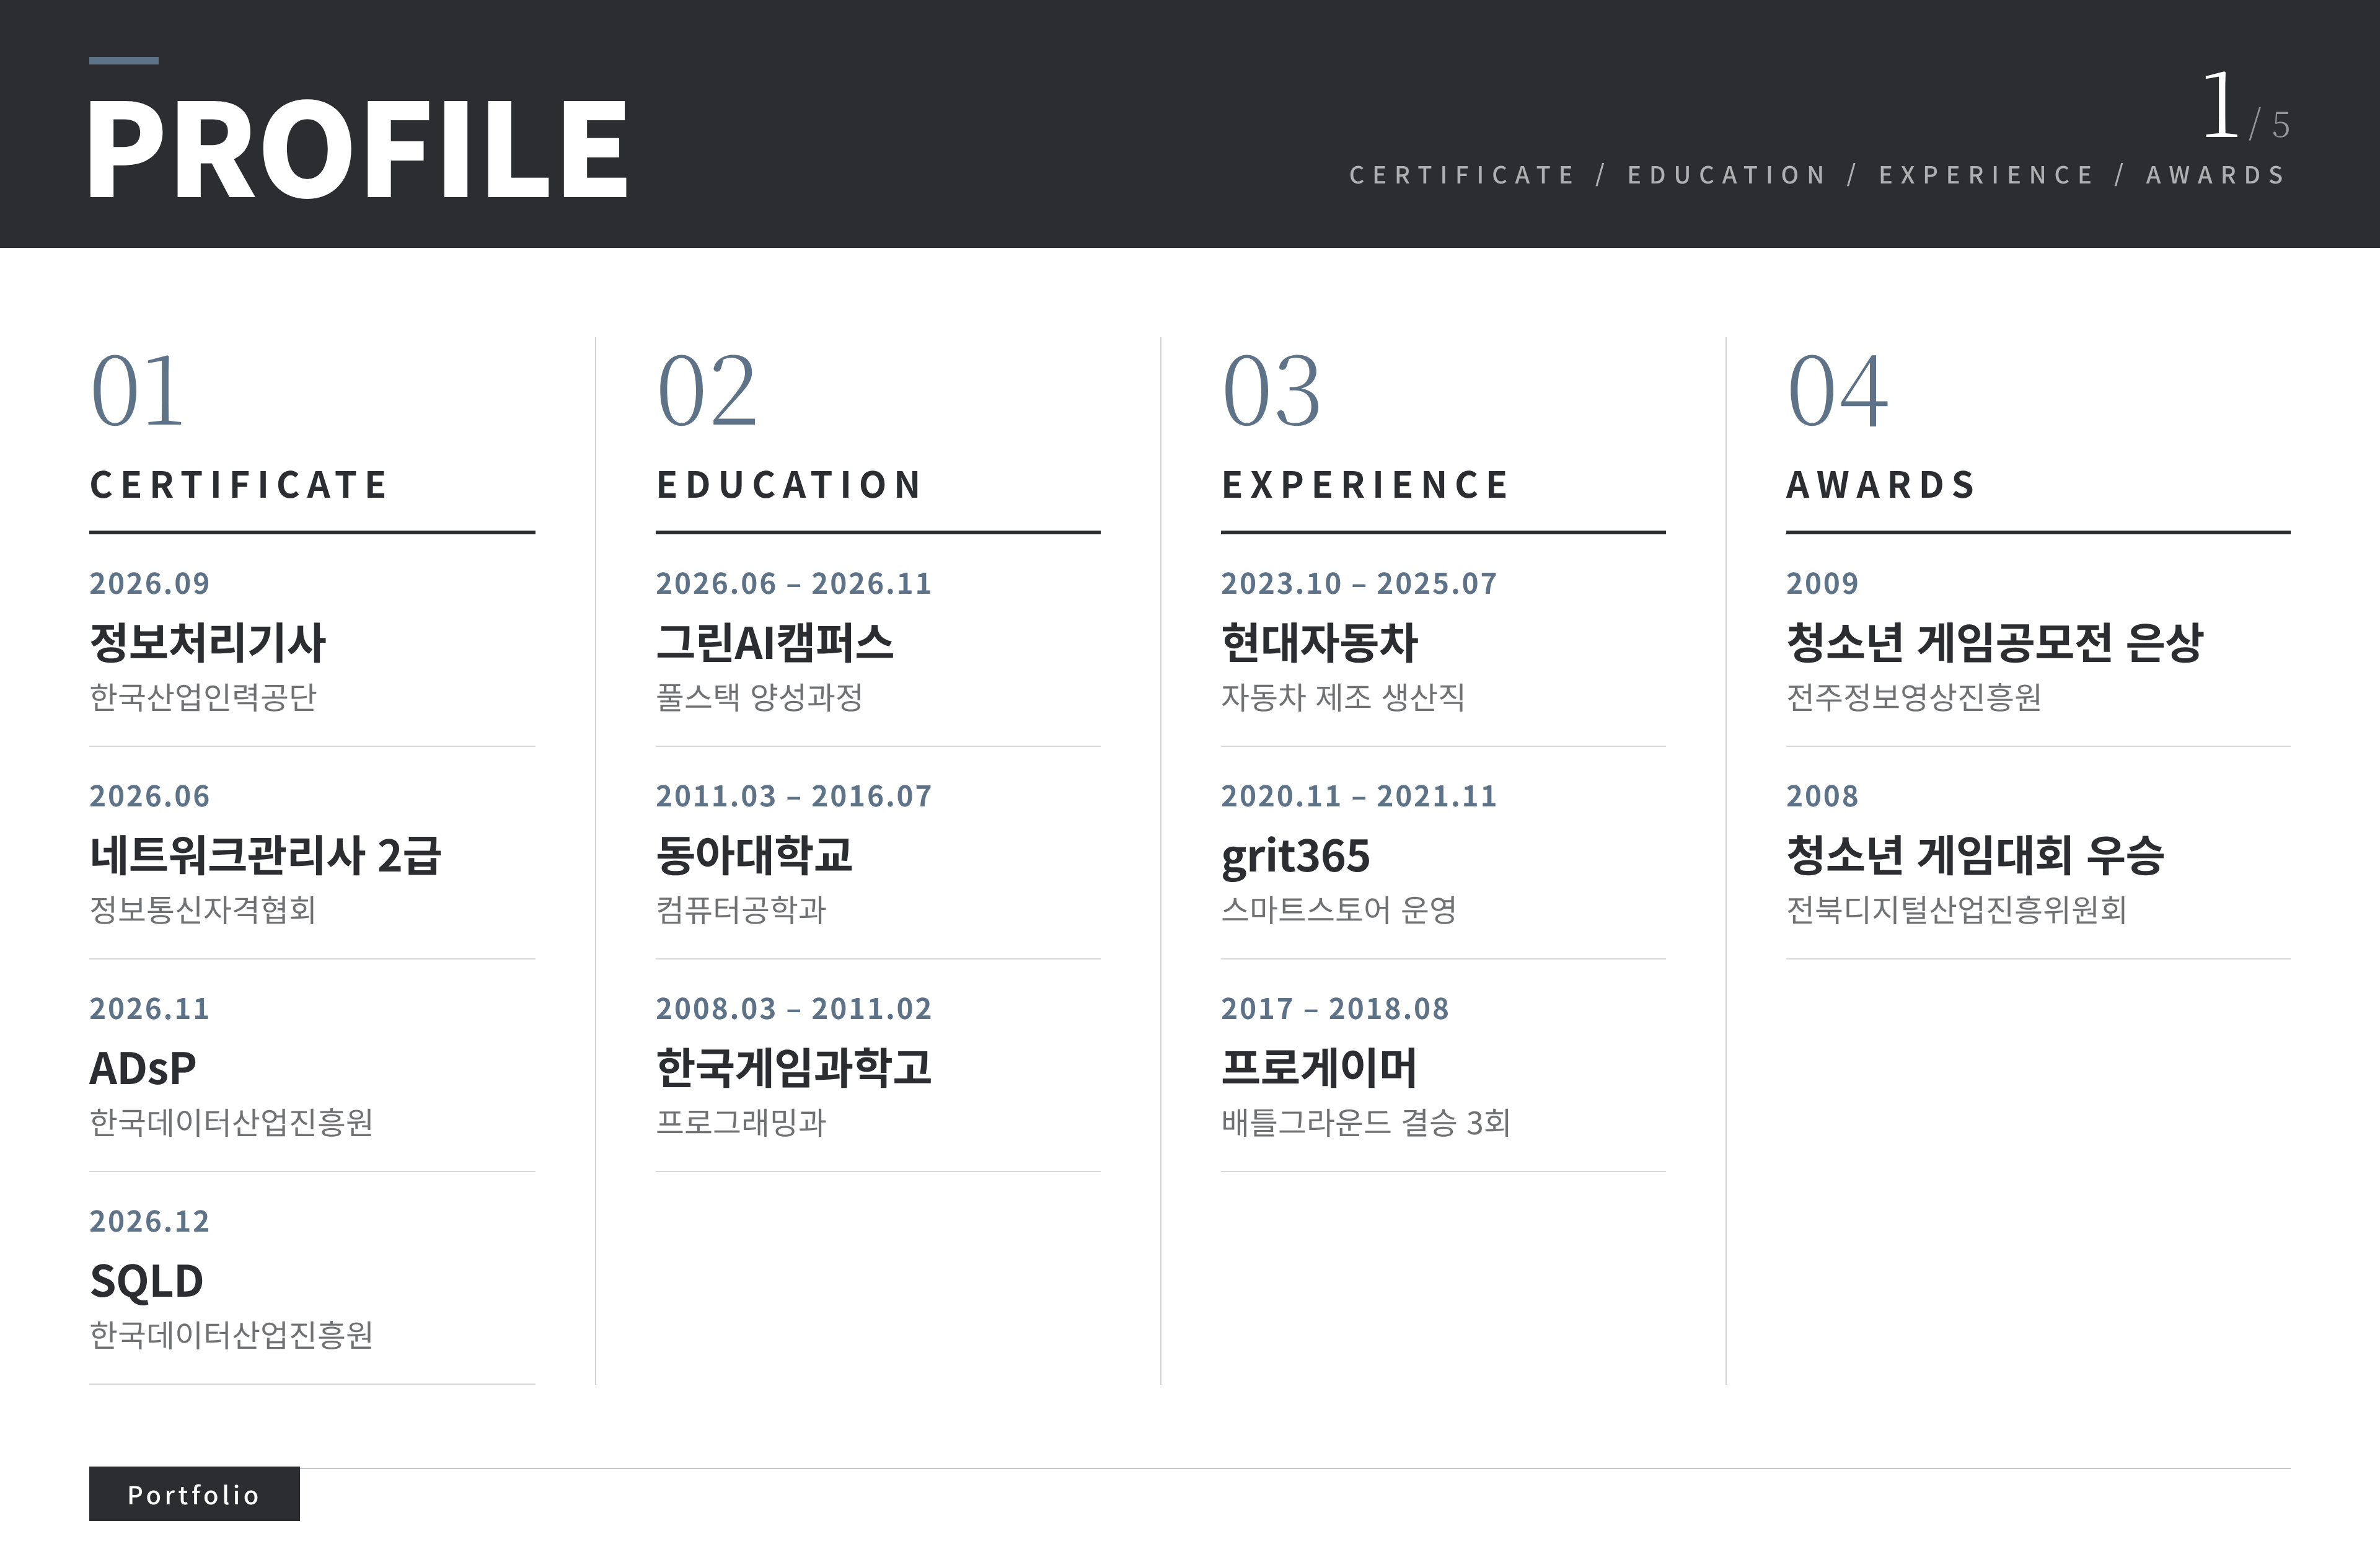 PROFILE
1 / 5
CERTIFICATE / EDUCATION / EXPERIENCE / AWARDS
01
CERTIFICATE
2026.09
정보처리기사
한국산업인력공단
2026.06
네트워크관리사 2급
정보통신자격협회
2026.11
ADsP
한국데이터산업진흥원
2026.12
SQLD
한국데이터산업진흥원
02
EDUCATION
2026.06 – 2026.11
그린AI캠퍼스
풀스택 양성과정
2011.03 – 2016.07
동아대학교
컴퓨터공학과
2008.03 – 2011.02
한국게임과학고
프로그래밍과
03
EXPERIENCE
2023.10 – 2025.07
현대자동차
자동차 제조 생산직
2020.11 – 2021.11
grit365
스마트스토어 운영
2017 – 2018.08
프로게이머
배틀그라운드 결승 3회
04
AWARDS
2009
청소년 게임공모전 은상
전주정보영상진흥원
2008
청소년 게임대회 우승
전북디지털산업진흥위원회
Portfolio